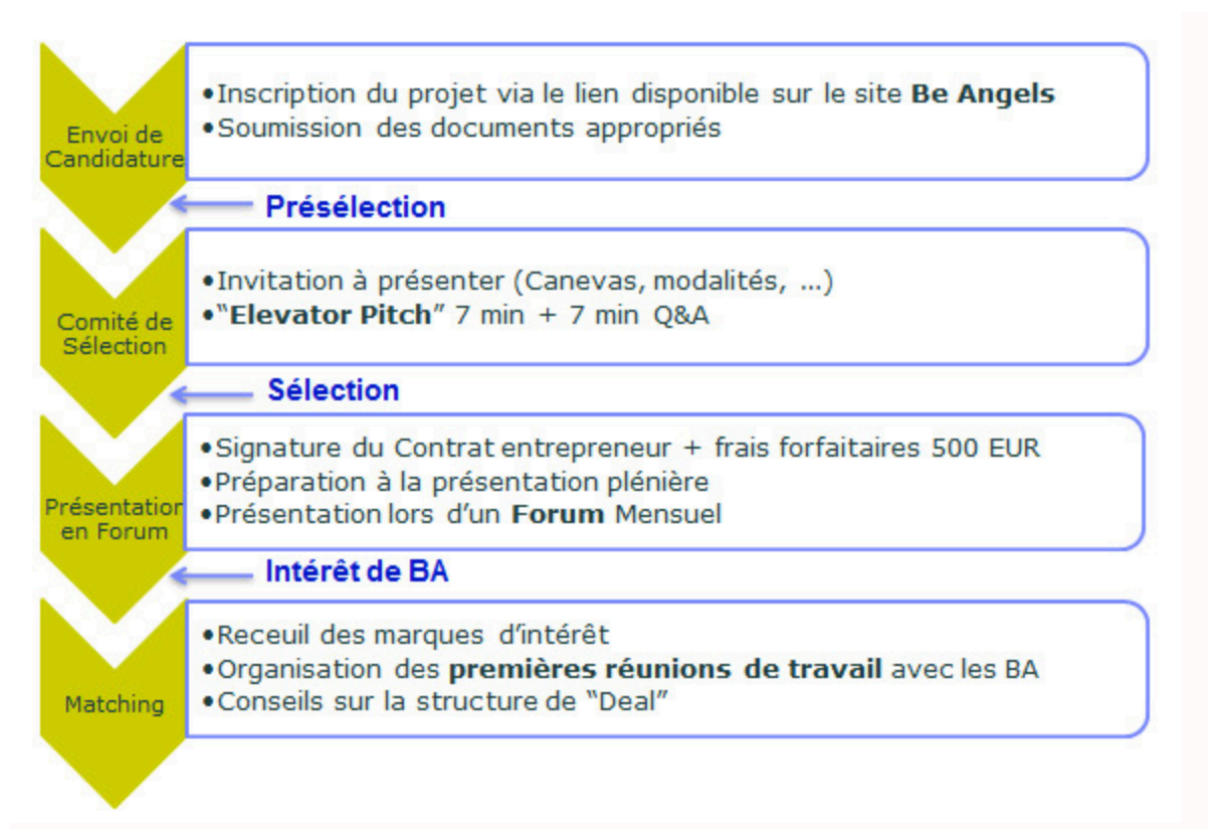 Envoi de
Candidature
•Inscription du projet via le lien disponible sur le site Be Angels
•Soumission des documents appropriés
Présélection
Comité de
Sélection
•Invitation à présenter (Canevas, modalités, ...)
•"Elevator Pitch" 7 min + 7 min Q&A
Sélection
Présentation
en Forum
•Signature du Contrat entrepreneur + frais forfaitaires 500 EUR
•Préparation à la présentation plénière
•Présentation lors d'un Forum Mensuel
Intérêt de BA
Matching
•Receuil des marques d'intérêt
•Organisation des premières réunions de travail avec les BA
•Conseils sur la structure de "Deal"